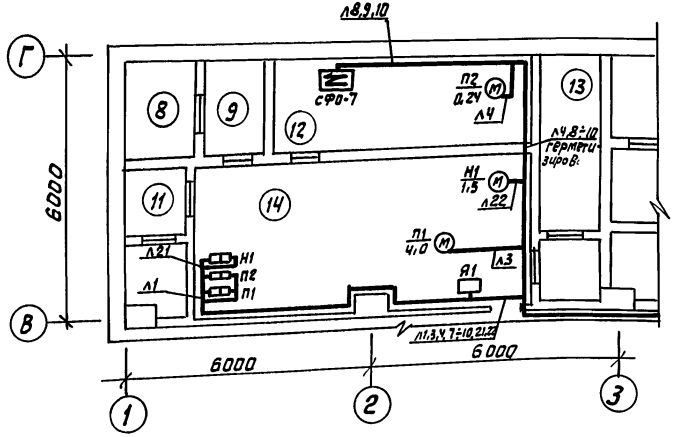 л8,9,10
Г
8
9
12
СФО-7
П2
0,24
М
л4
13
л4,8÷10
гермети-
зиров.
6000
11
14
Н1
1,5
М
л22
П1
4,0
М
л3
л21
Н1
П2
П1
л1
Я1
В
л1,3,4,7÷10,21,22
6000
6000
1
2
3